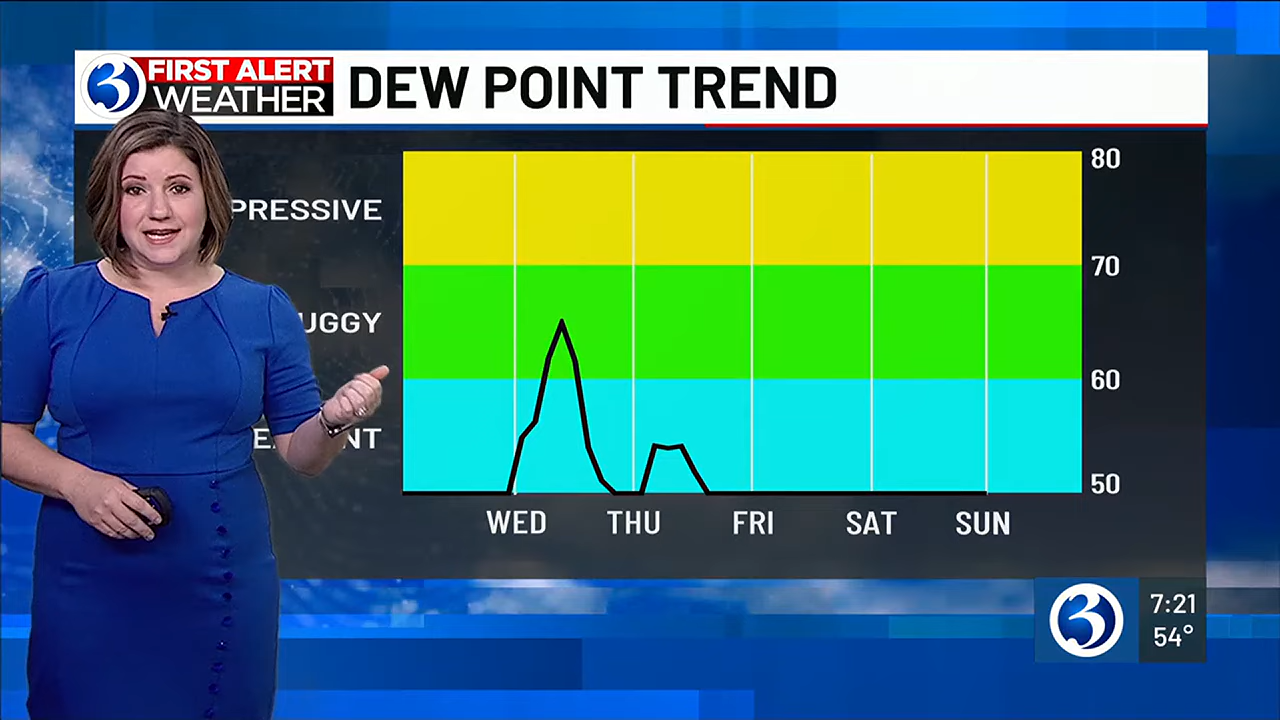 3 FIRST ALERT
WEATHER
DEW POINT TREND
PRESSIVE
UGGY
NT
80
70
60
50
WED THU FRI SAT SUN
3
7:21
54°